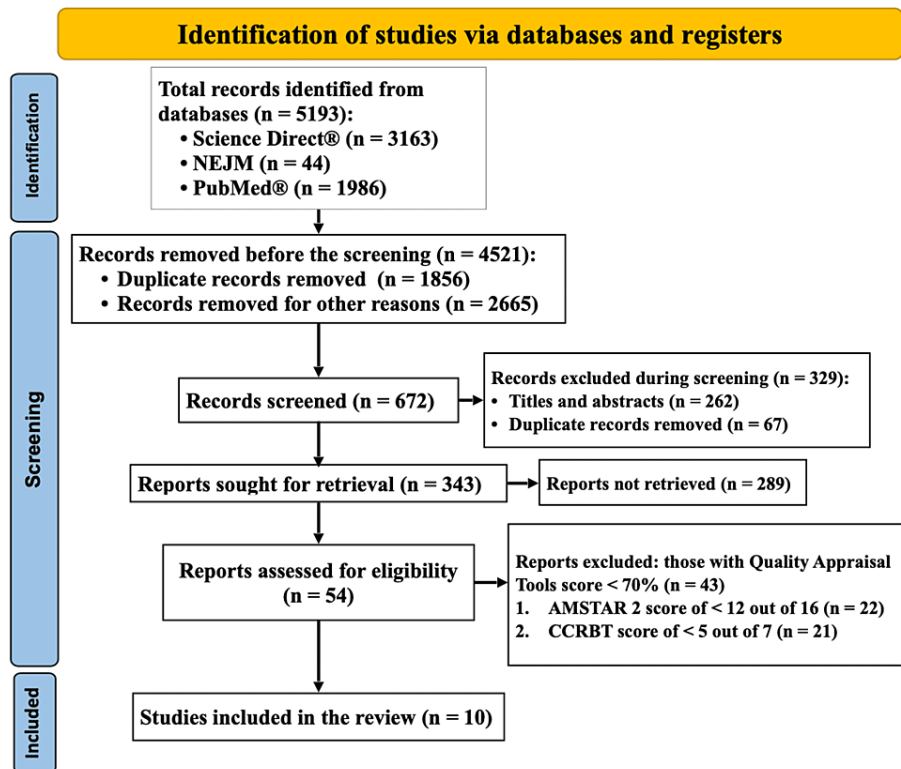 Identification of studies via databases and registers
Identification
Total records identified from
databases (n = 5193):
• Science Direct® (n = 3163)
• NEJM (n = 44)
• PubMed® (n = 1986)
Screening
Records removed before the screening (n = 4521):
• Duplicate records removed (n = 1856)
• Records removed for other reasons (n = 2665)
Records screened (n = 672)
Records excluded during screening (n = 329):
• Titles and abstracts (n = 262)
• Duplicate records removed (n = 67)
Reports sought for retrieval (n = 343)
Reports not retrieved (n = 289)
Reports assessed for eligibility
(n = 54)
Reports excluded: those with Quality Appraisal
Tools score < 70% (n = 43)
1. AMSTAR 2 score of < 12 out of 16 (n = 22)
2. CCRBT score of < 5 out of 7 (n = 21)
Included
Studies included in the review (n = 10)